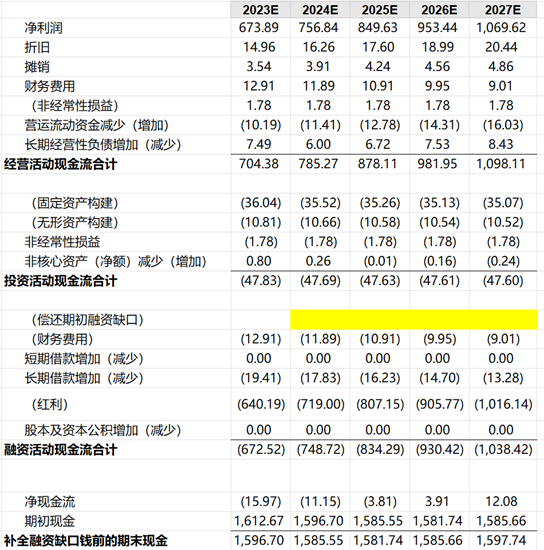 2023E 2024E 2025E 2026E 2027E
净利润 673.89 756.84 849.63 953.44 1,069.62
折旧 14.96 16.26 17.60 18.99 20.44
摊销 3.54 3.91 4.24 4.56 4.86
财务费用 12.91 11.89 10.91 9.95 9.01
（非经常性损益） 1.78 1.78 1.78 1.78 1.78
营运流动资金减少（增加） (10.19) (11.41) (12.78) (14.31) (16.03)
长期经营性负债增加（减少） 7.49 6.00 6.72 7.53 8.43
经营活动现金流合计 704.38 785.27 878.11 981.95 1,098.11
（固定资产构建） (36.04) (35.52) (35.26) (35.13) (35.07)
（无形资产构建） (10.81) (10.66) (10.58) (10.54) (10.52)
非经常性损益 (1.78) (1.78) (1.78) (1.78) (1.78)
非核心资产（净额）减少（增加） 0.80 0.26 (0.01) (0.16) (0.24)
投资活动现金流合计 (47.83) (47.69) (47.63) (47.61) (47.60)
（偿还期初融资缺口）
（财务费用） (12.91) (11.89) (10.91) (9.95) (9.01)
短期借款增加（减少） 0.00 0.00 0.00 0.00 0.00
长期借款增加（减少） (19.41) (17.83) (16.23) (14.70) (13.28)
（红利） (640.19) (719.00) (807.15) (905.77) (1,016.14)
股本及资本公积增加（减少） 0.00 0.00 0.00 0.00 0.00
融资活动现金流合计 (672.52) (748.72) (834.29) (930.42) (1,038.42)
净现金流 (15.97) (11.15) (3.81) 3.91 12.08
期初现金 1,612.67 1,596.70 1,585.55 1,581.74 1,585.66
补全融资缺口钱前的期末现金 1,596.70 1,585.55 1,581.74 1,585.66 1,597.74